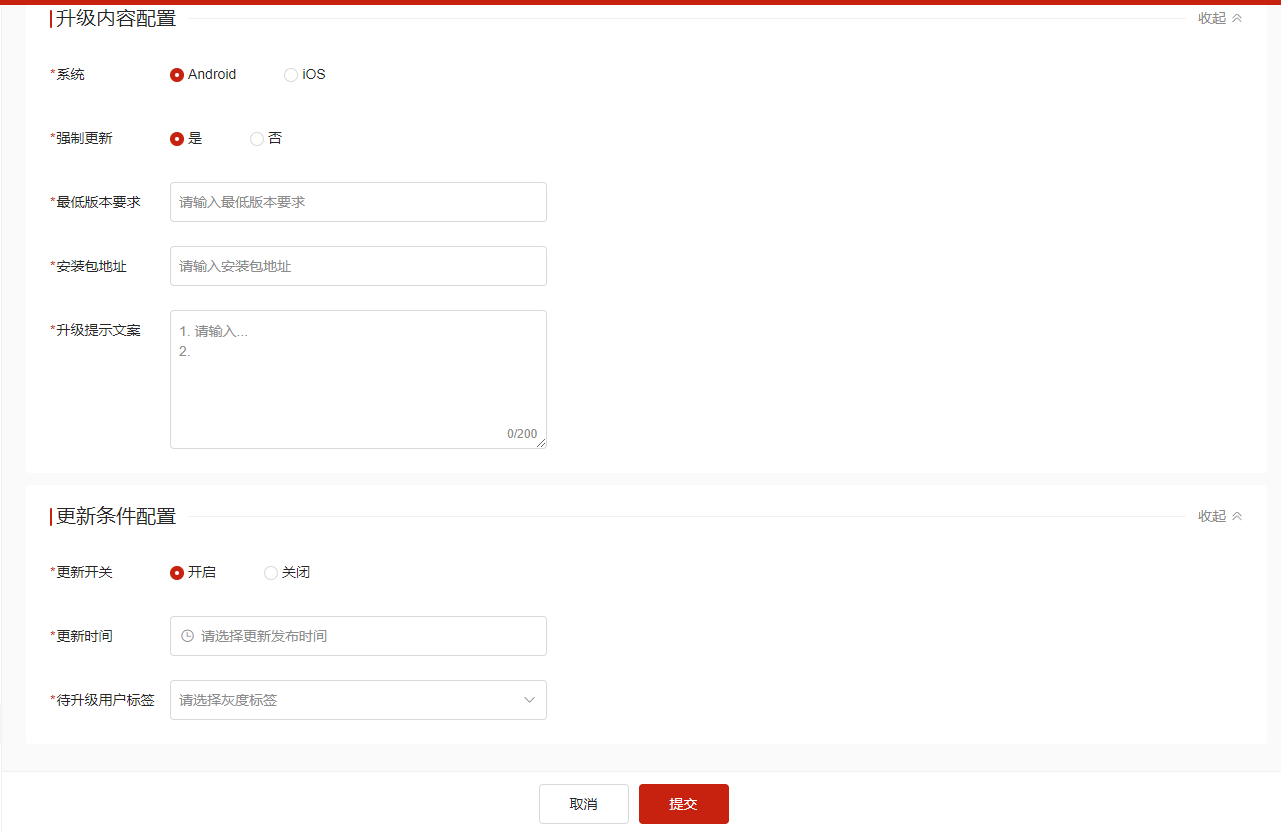 升级内容配置 收起
*系统 Android iOS
*强制更新 是 否
*最低版本要求 请输入最低版本要求
*安装包地址 请输入安装包地址
*升级提示文案 1. 请输入...
2.
0/200
更新条件配置 收起
*更新开关 开启 关闭
*更新时间 请选择更新发布时间
*待升级用户标签 请选择灰度标签
取消 提交